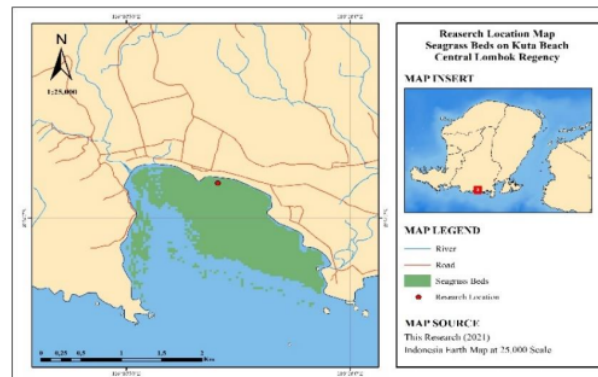 Reaserch Location Map
Seagrass Beds on Kuta Beach
Central Lombok Regency
MAP INSERT
MAP LEGEND
River
Road
Seagrass Beds
Research Location
MAP SOURCE
This Research (2021)
Indonesia Earth Map at 25,000 Scale
N
1:25,000
0 0,25 0,5 1 1,5 2
Km